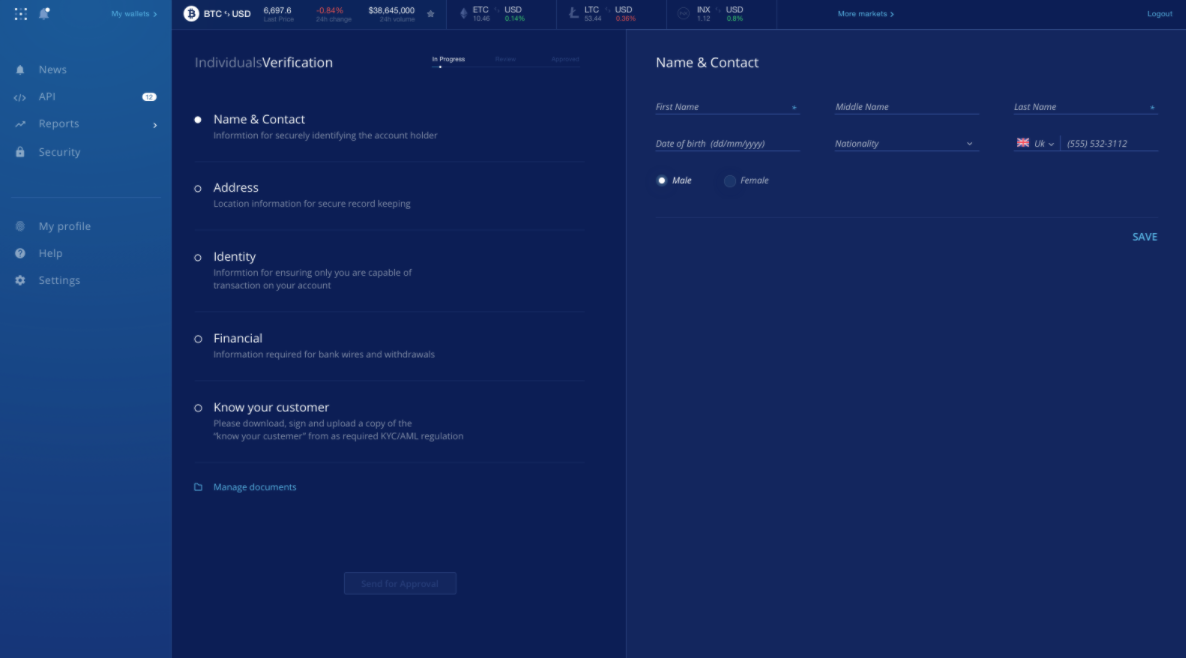 My wallets >
BTC USD
6,697.6
Last Price
-0.84%
24h change
$38,645,000
24h volume
ETC USD
10.46 0.14%
LTC USD
53.44 0.36%
INX USD
1.12 0.8%
More markets >
Logout
News
API
12
Reports
Security
My profile
Help
Settings
IndividualsVerification
In Progress
Review
Approved
Name & Contact
Informtion for securely identifying the account holder
Address
Location information for secure record keeping
Identity
Informtion for ensuring only you are capable of
transaction on your account
Financial
Information required for bank wires and withdrawals
Know your customer
Please download, sign and upload a copy of the
“know your custemer” from as required KYC/AML regulation
Manage documents
Send for Approval
Name & Contact
First Name
Middle Name
Last Name
Date of birth (dd/mm/yyyy)
Nationality
Uk
(555) 532-3112
Male
Female
SAVE